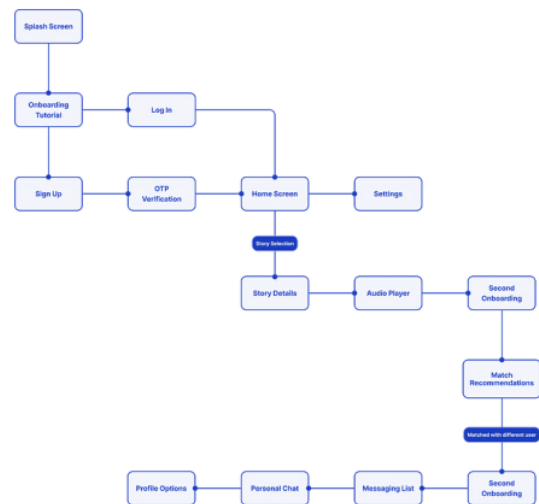 Splash Screen
Onboarding
Tutorial
Log In
Sign Up
OTP
Verification
Home Screen
Settings
Story Selection
Story Details
Audio Player
Second
Onboarding
Match
Recommendations
Matched with different user
Profile Options
Personal Chat
Messaging List
Second
Onboarding